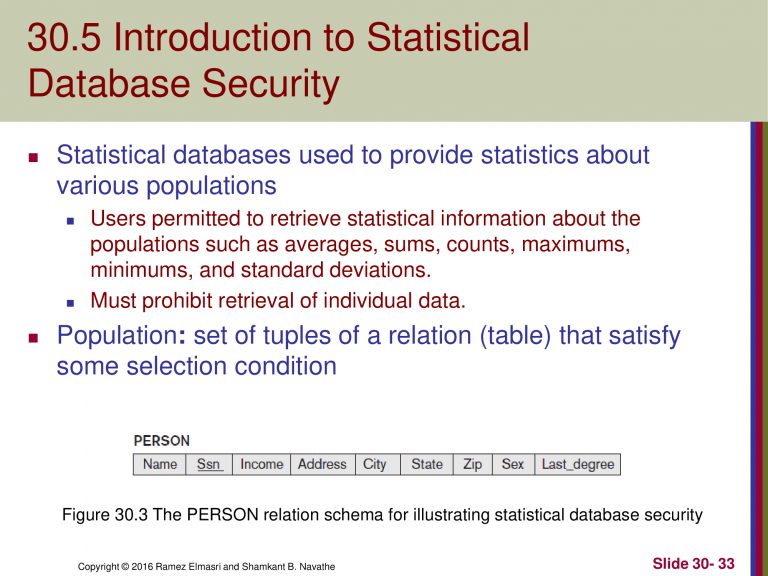 30.5 Introduction to Statistical
Database Security
Statistical databases used to provide statistics about
various populations
Users permitted to retrieve statistical information about the
populations such as averages, sums, counts, maximums,
minimums, and standard deviations.
Must prohibit retrieval of individual data.
Population: set of tuples of a relation (table) that satisfy
some selection condition
PERSON
Name Ssn Income Address City State Zip Sex Last_degree
Figure 30.3 The PERSON relation schema for illustrating statistical database security
Copyright © 2016 Ramez Elmasri and Shamkant B. Navathe
Slide 30- 33